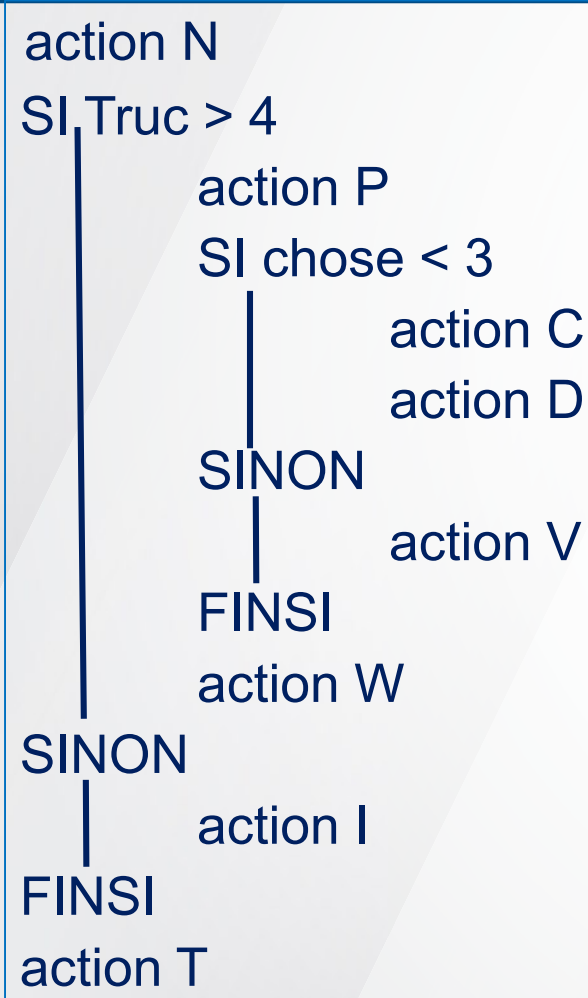 action N
SI Truc > 4
action P
SI chose < 3
action C
action D
SINON
action V
FINSI
action W
SINON
action I
FINSI
action T